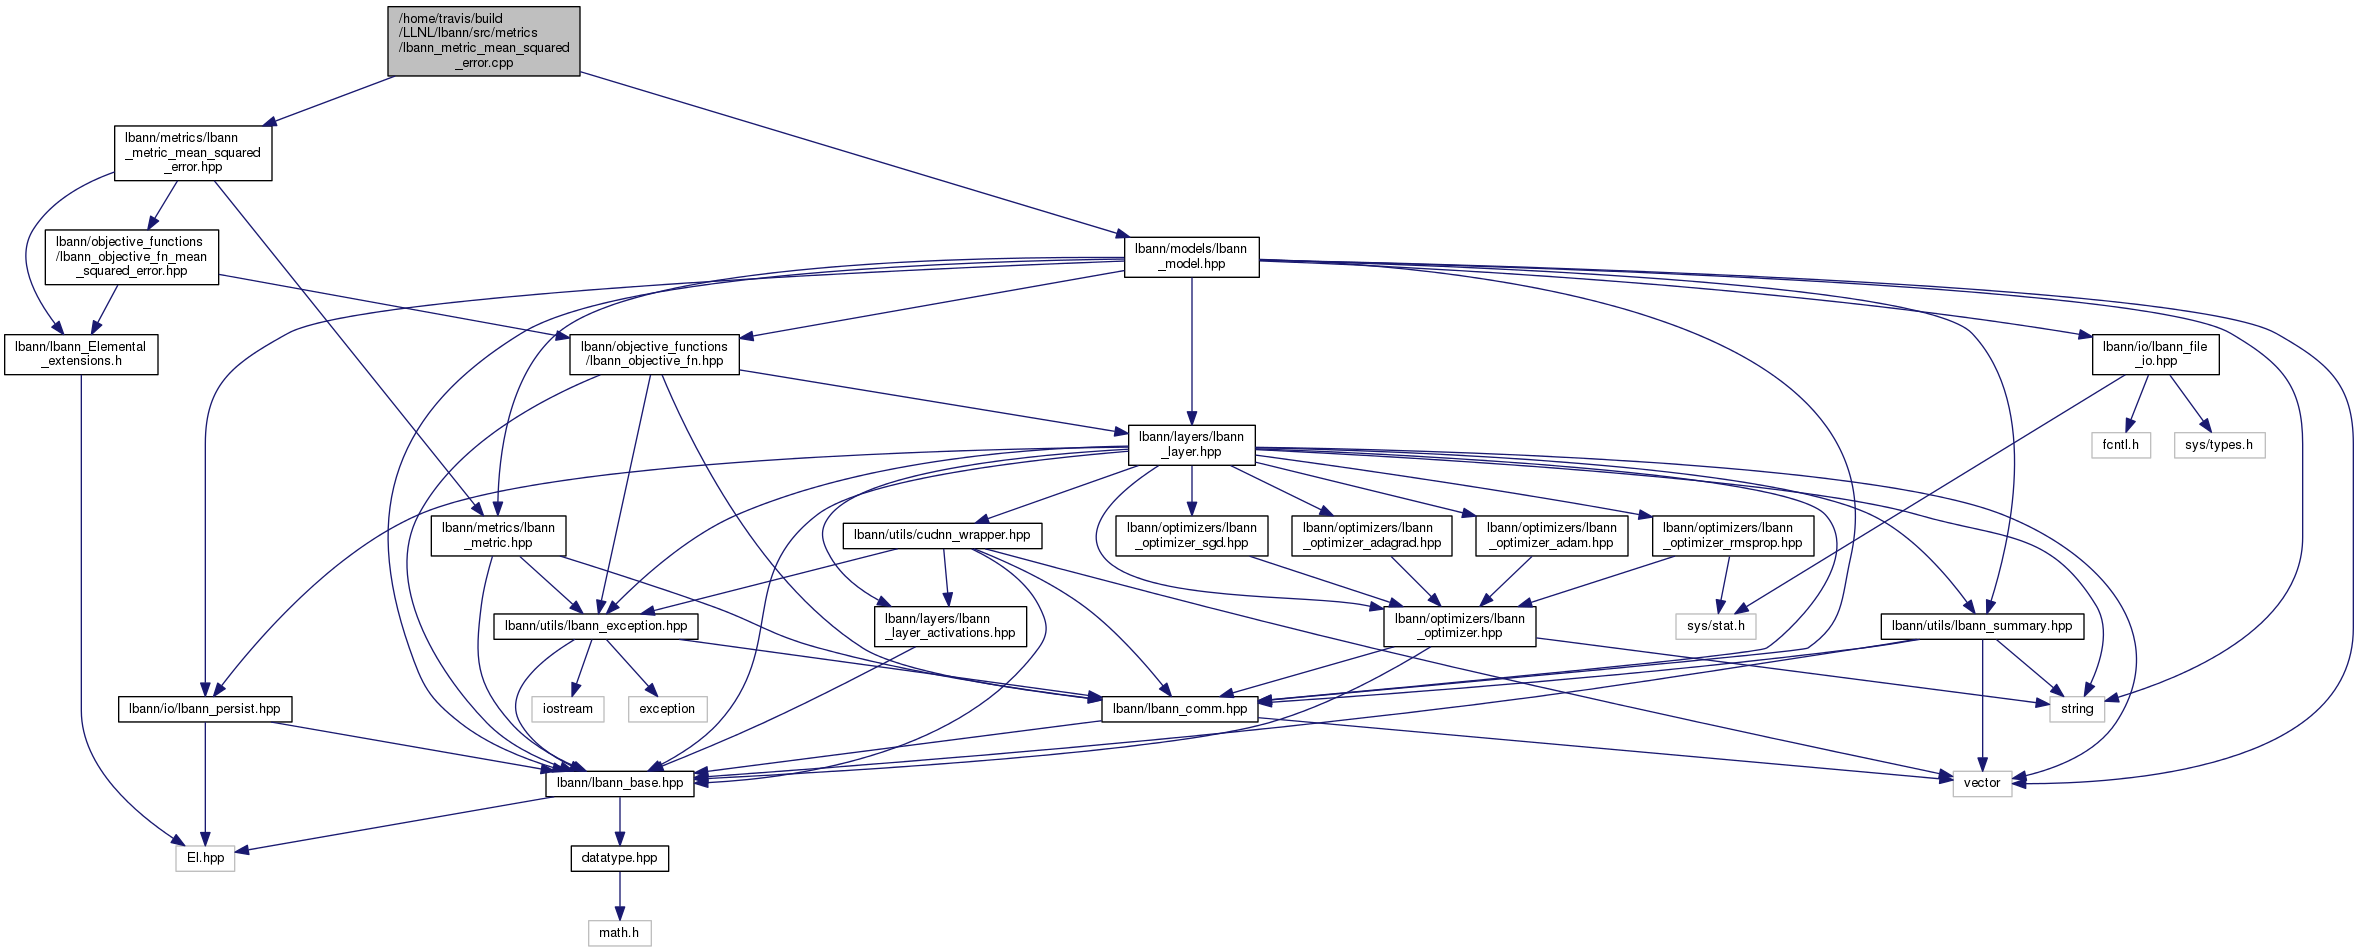 /home/travis/build
/LLNL/lbann/src/metrics
/lbann_metric_mean_squared
_error.cpp
lbann/metrics/lbann
_metric_mean_squared
_error.hpp
lbann/objective_functions
/lbann_objective_fn_mean
_squared_error.hpp
lbann/models/lbann
_model.hpp
lbann/lbann_Elemental
_extensions.h
lbann/objective_functions
/lbann_objective_fn.hpp
lbann/io/lbann_file
_io.hpp
lbann/layers/lbann
_layer.hpp
fcntl.h
sys/types.h
lbann/metrics/lbann
_metric.hpp
lbann/utils/cudnn_wrapper.hpp
lbann/optimizers/lbann
_optimizer_sgd.hpp
lbann/optimizers/lbann
_optimizer_adagrad.hpp
lbann/optimizers/lbann
_optimizer_adam.hpp
lbann/optimizers/lbann
_optimizer_rmsprop.hpp
lbann/utils/lbann_exception.hpp
lbann/layers/lbann
_layer_activations.hpp
lbann/optimizers/lbann
_optimizer.hpp
sys/stat.h
lbann/utils/lbann_summary.hpp
lbann/io/lbann_persist.hpp
iostream
exception
lbann/lbann_comm.hpp
string
lbann/lbann_base.hpp
vector
El.hpp
datatype.hpp
math.h